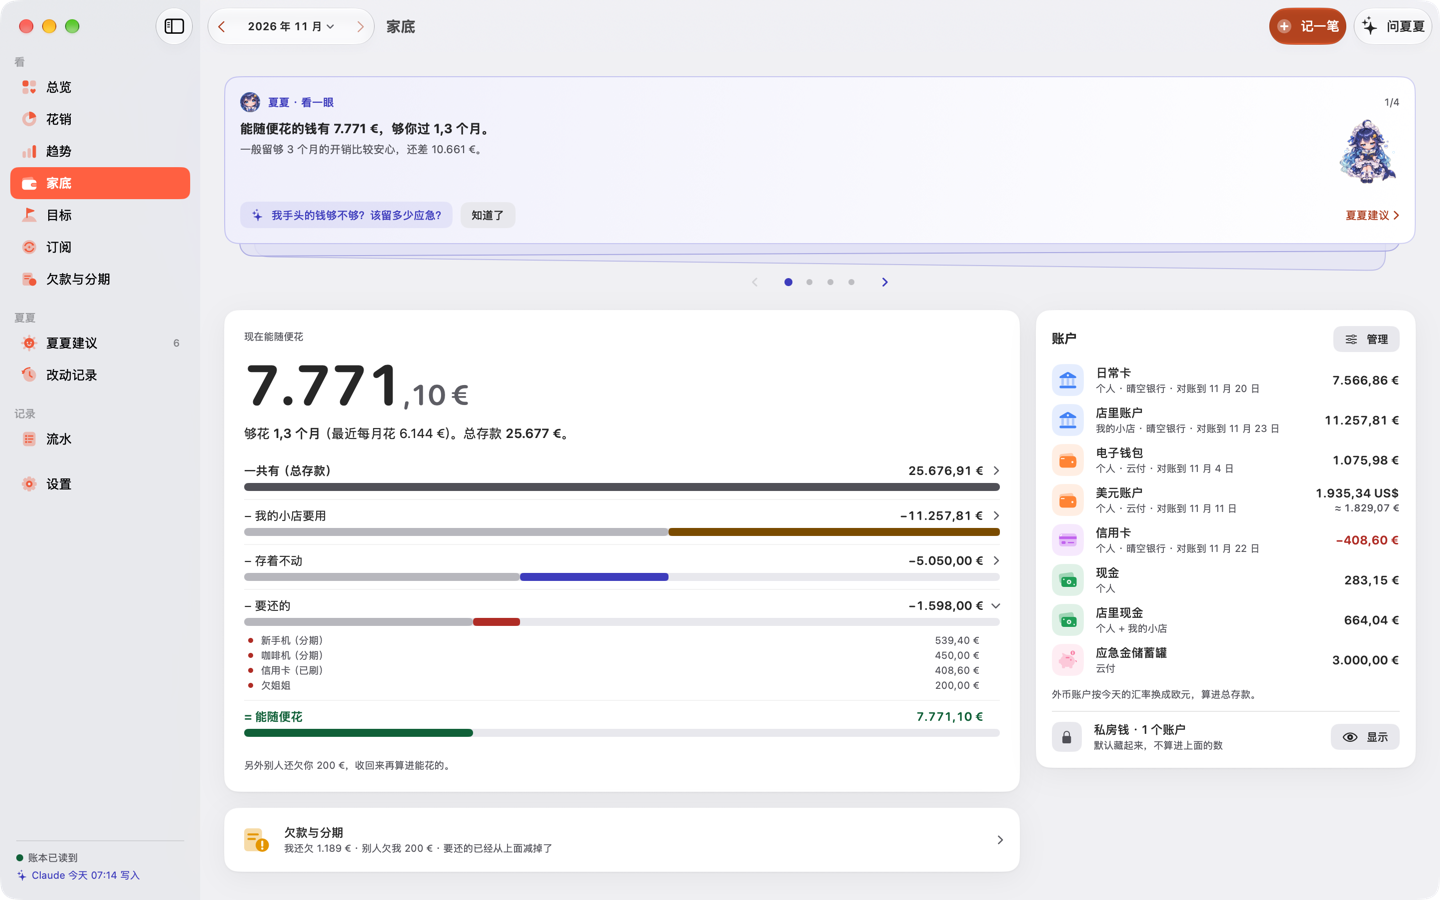 2026 年 11 月
家底
记一笔
问夏夏
看
总览
花销
趋势
家底
目标
订阅
欠款与分期
夏夏
夏夏建议
6
改动记录
记录
流水
设置
账本已读到
Claude 今天 07:14 写入
夏夏 · 看一眼
1/4
能随便花的钱有 7.771 €，够你过 1,3 个月。
一般留够 3 个月的开销比较安心，还差 10.661 €。
我手头的钱够不够？该留多少应急？
知道了
夏夏建议
现在能随便花
7.771,10 €
够花 1,3 个月（最近每月花 6.144 €）。总存款 25.677 €。
一共有（总存款）
25.676,91 €
− 我的小店要用
−11.257,81 €
− 存着不动
−5.050,00 €
− 要还的
−1.598,00 €
新手机（分期）
539,40 €
咖啡机（分期）
450,00 €
信用卡（已刷）
408,60 €
欠姐姐
200,00 €
= 能随便花
7.771,10 €
另外别人还欠你 200 €，收回来再算进能花的。
欠款与分期
我还欠 1.189 € · 别人欠我 200 € · 要还的已经从上面减掉了
账户
管理
日常卡
个人 · 晴空银行 · 对账到 11 月 20 日
7.566,86 €
店里账户
我的小店 · 晴空银行 · 对账到 11 月 23 日
11.257,81 €
电子钱包
个人 · 云付 · 对账到 11 月 4 日
1.075,98 €
美元账户
个人 · 云付 · 对账到 11 月 11 日
1.935,34 US$
≈ 1.829,07 €
信用卡
个人 · 晴空银行 · 对账到 11 月 22 日
−408,60 €
现金
个人
283,15 €
店里现金
个人 + 我的小店
664,04 €
应急金储蓄罐
云付
3.000,00 €
外币账户按今天的汇率换成欧元，算进总存款。
私房钱 · 1 个账户
默认藏起来，不算进上面的数
显示